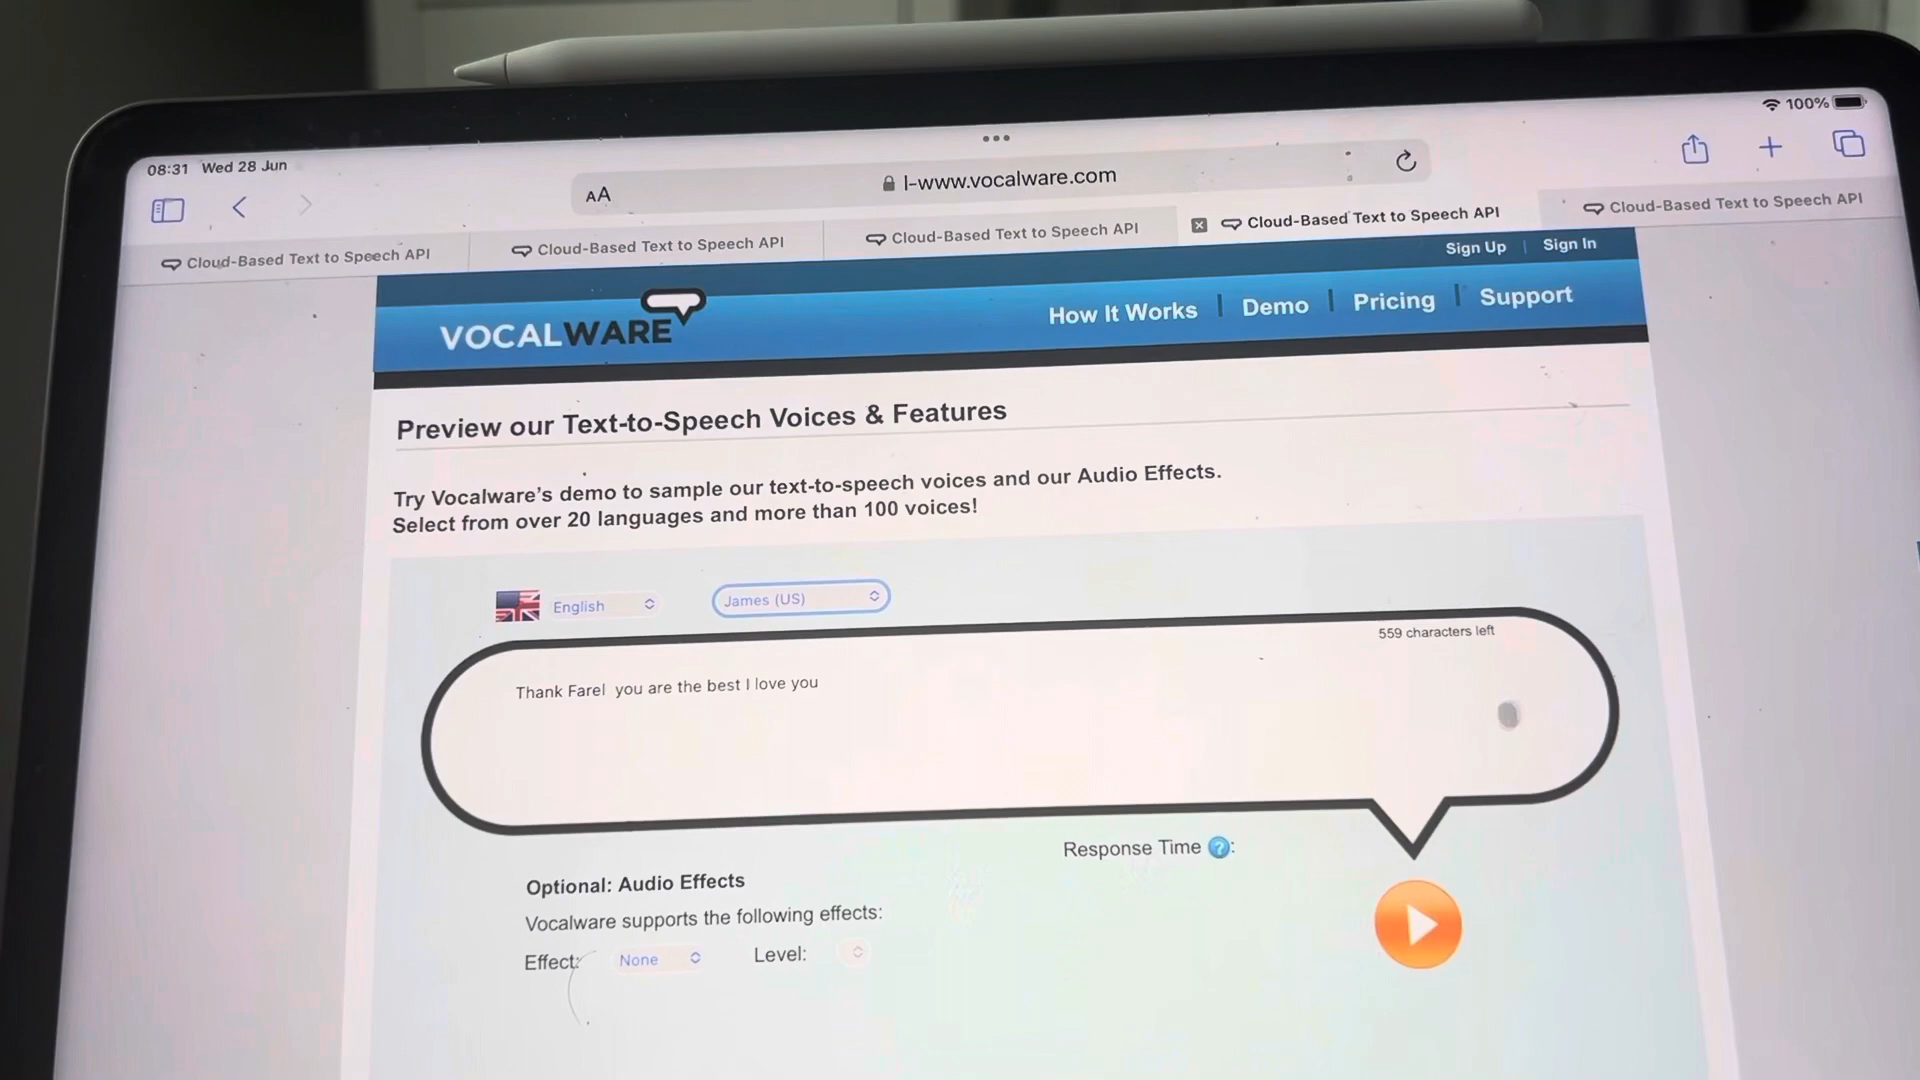 08:31 Wed 28 Jun
100%
AA
l-www.vocalware.com
Cloud-Based Text to Speech API
Cloud-Based Text to Speech API
Cloud-Based Text to Speech API
Cloud-Based Text to Speech API
Cloud-Based Text to Speech API
Sign Up | Sign In
VOCALWARE
How It Works | Demo | Pricing | Support
Preview our Text-to-Speech Voices & Features
Try Vocalware's demo to sample our text-to-speech voices and our Audio Effects.
Select from over 20 languages and more than 100 voices!
English
James (US)
559 characters left
Thank Farel  you are the best I love you
Response Time ?:
Optional: Audio Effects
Vocalware supports the following effects:
Effect: None Level: